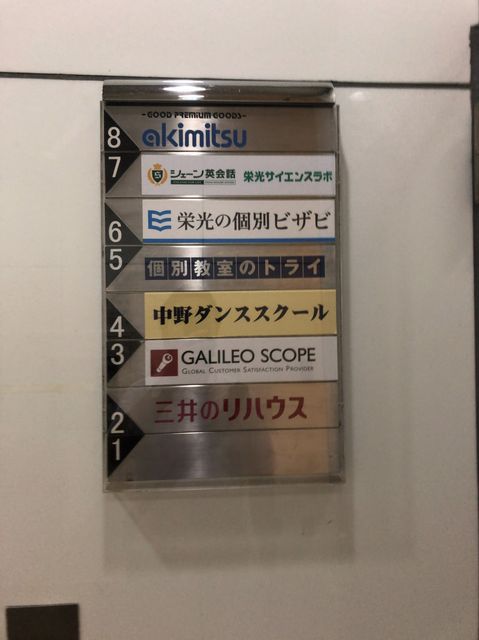 -GOOD PREMIUM GOODS-
8 akimitsu
7 シェーン英会話 栄光サイエンスラボ
6 栄光の個別ビザビ
5 個別教室のトライ
4 中野ダンススクール
3 GALILEO SCOPE
GLOBAL CUSTOMER SATISFACTION PROVIDER
2 三井のリハウス
1